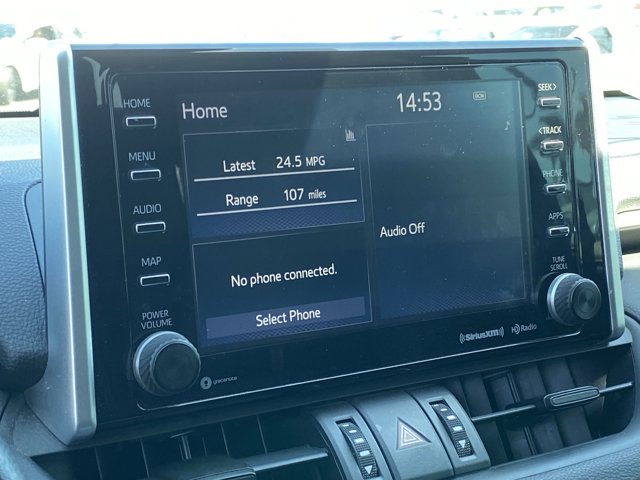 HOME
MENU
AUDIO
MAP
POWER
VOLUME
Home
14:53
Latest 24.5 MPG
Range 107 miles
No phone connected.
Select Phone
Audio Off
SEEK>
<TRACK
PHONE
APPS
TUNE
SCROLL
gracenote
((SiriusXM))
HD Radio